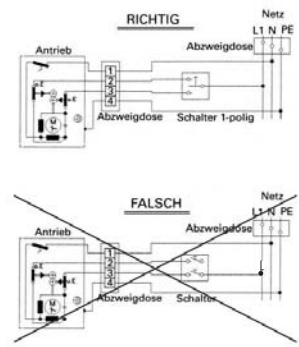 RICHTIG
Netz
L1 N PE
Abzweigdose
Antrieb
1
2
3
4
M
Abzweigdose
Schalter 1-polig
FALSCH
Netz
L1 N PE
Abzweigdose
Antrieb
1
2
3
4
M
Abzweigdose
Schalter